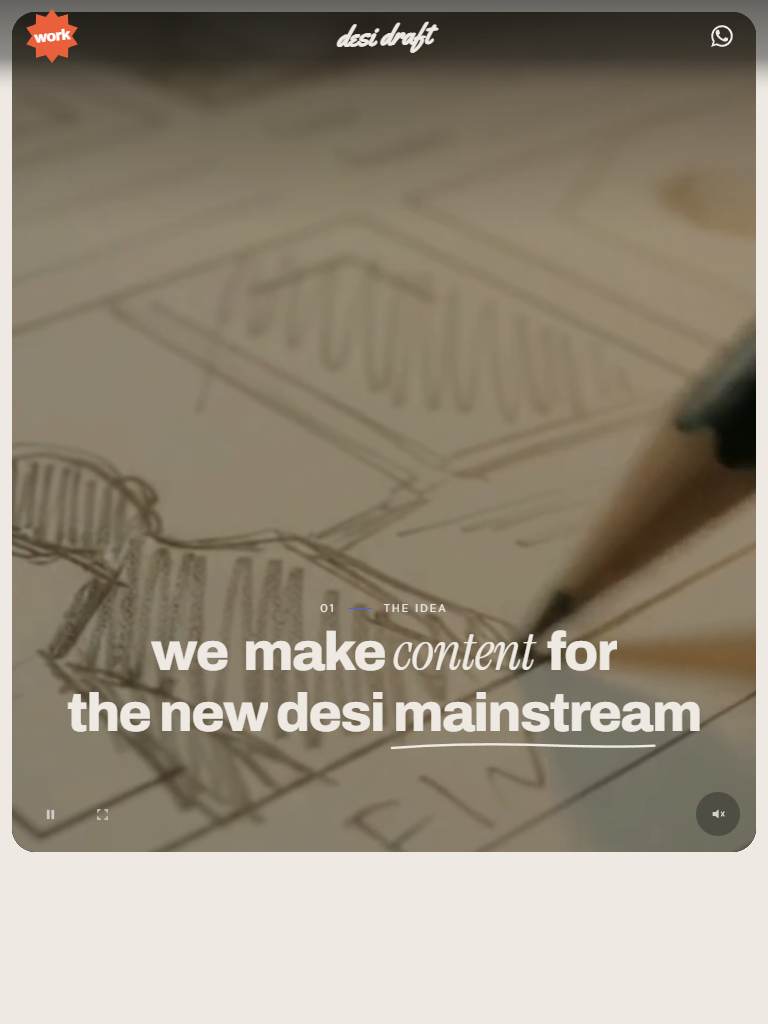 work
desi draft
01 — THE IDEA
we make content for
the new desi mainstream